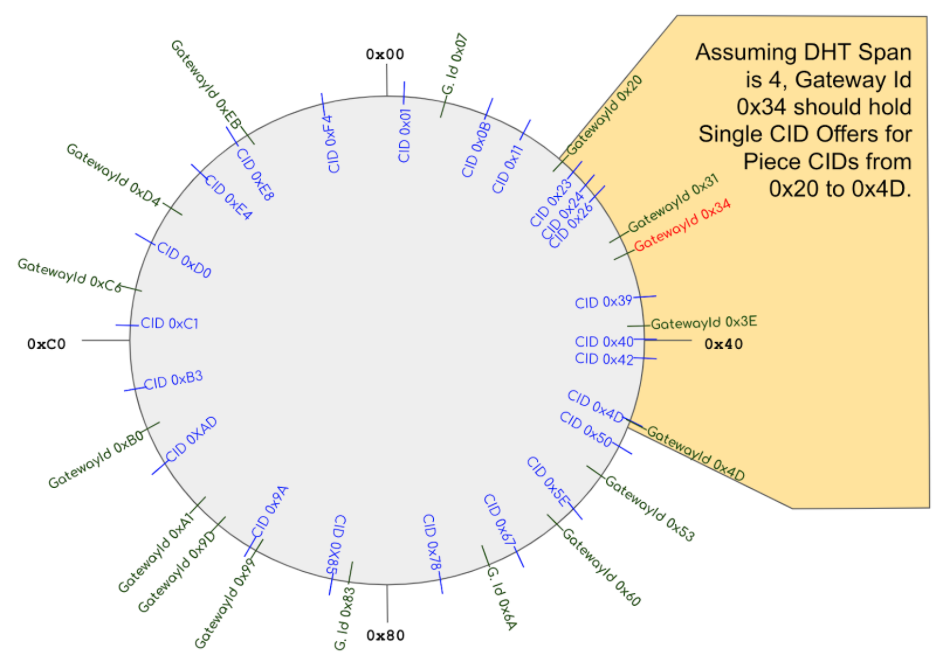 0x00
G. Id 0x07
GatewayId 0xEB
GatewayId 0x20
Assuming DHT Span
is 4, Gateway Id
0x34 should hold
Single CID Offers for
Piece CIDs from
0x20 to 0x4D.
CID 0xF4
CID 0x01
CID 0x0B
CID 0x11
CID 0xE8
CID 0xE4
GatewayId 0xD4
CID 0x23
CID 0x24
CID 0x26
GatewayId 0x31
GatewayId 0x34
CID 0xD0
GatewayId 0xC6
CID 0x39
CID 0xC1
GatewayId 0x3E
0xC0
CID 0x40
0x40
CID 0x42
CID 0xB3
CID 0x4D
CID 0x50
GatewayId 0x4D
GatewayId 0xB0
CID 0XAD
CID 0x5E
GatewayId 0x53
CID 0x9A
CID 0X85
CID 0x78
CID 0x67
GatewayId 0xA1
GatewayId 0x9D
GatewayId 0x99
G. Id 0x83
G. Id 0x6A
GatewayId 0x60
0x80